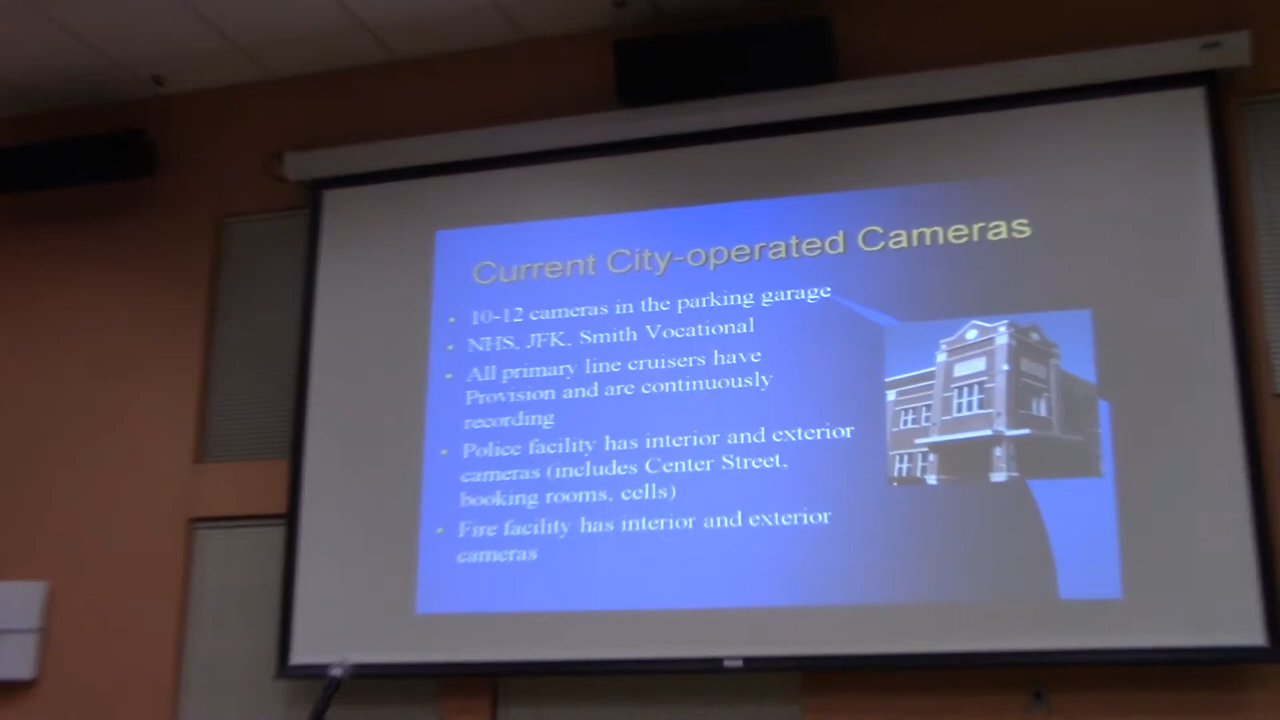 Current City-operated Cameras
• 10-12 cameras in the parking garage
• NHS, JFK, Smith Vocational
• All primary line cruisers have
Provision and are continuously
recording
• Police facility has interior and exterior
cameras (includes Center Street,
booking rooms, cells)
• Fire facility has interior and exterior
cameras